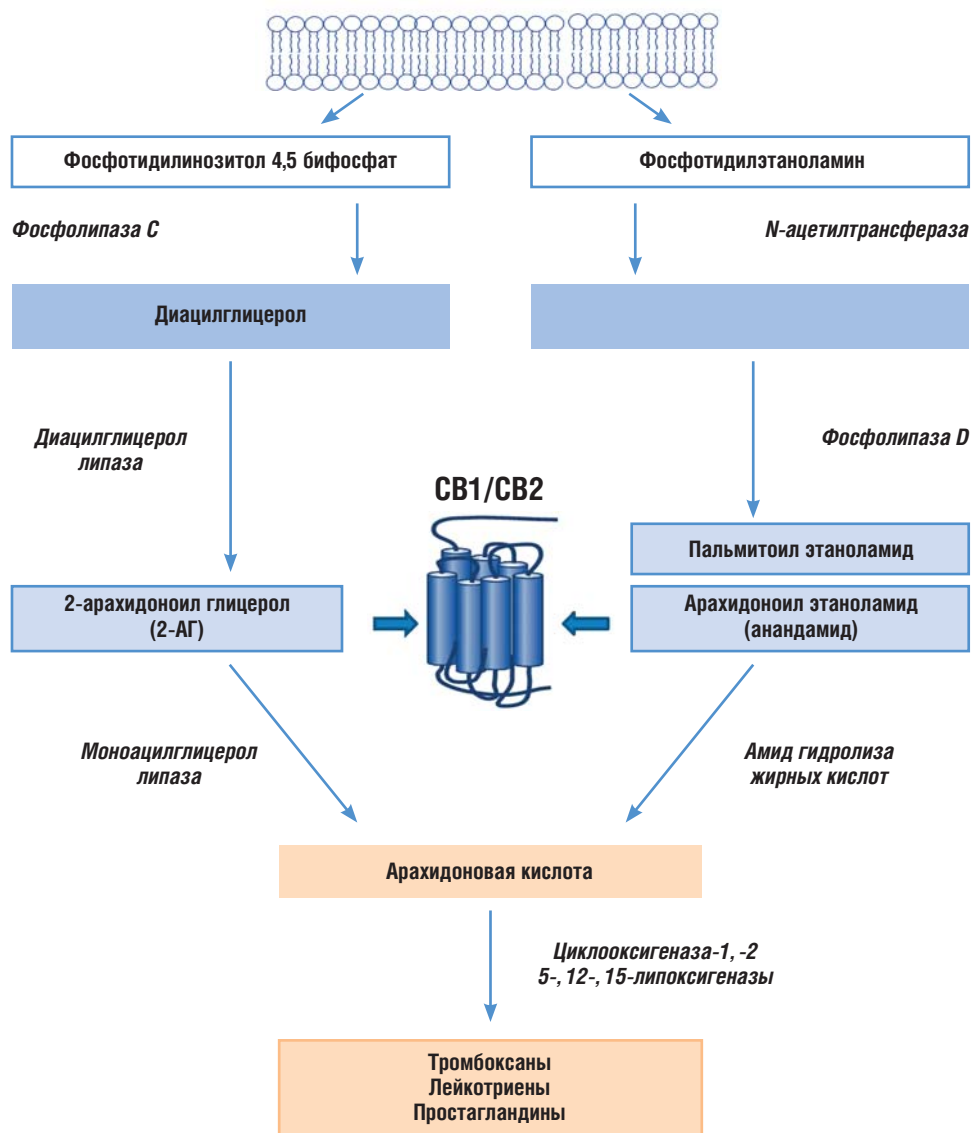 Фосфотидилинозитол 4,5 бифосфат
Фосфотидилэтаноламин
Фосфолипаза С
N-ацетилтрансфераза
Диацилглицерол
Диацилглицерол
липаза
Фосфолипаза D
CB1/CB2
Пальмитоил этаноламид
2-арахидоноил глицерол
(2-АГ)
Арахидоноил этаноламид
(анандамид)
Моноацилглицерол
липаза
Амид гидролиза
жирных кислот
Арахидоновая кислота
Циклооксигеназа-1, -2
5-, 12-, 15-липоксигеназы
Тромбоксаны
Лейкотриены
Простагландины